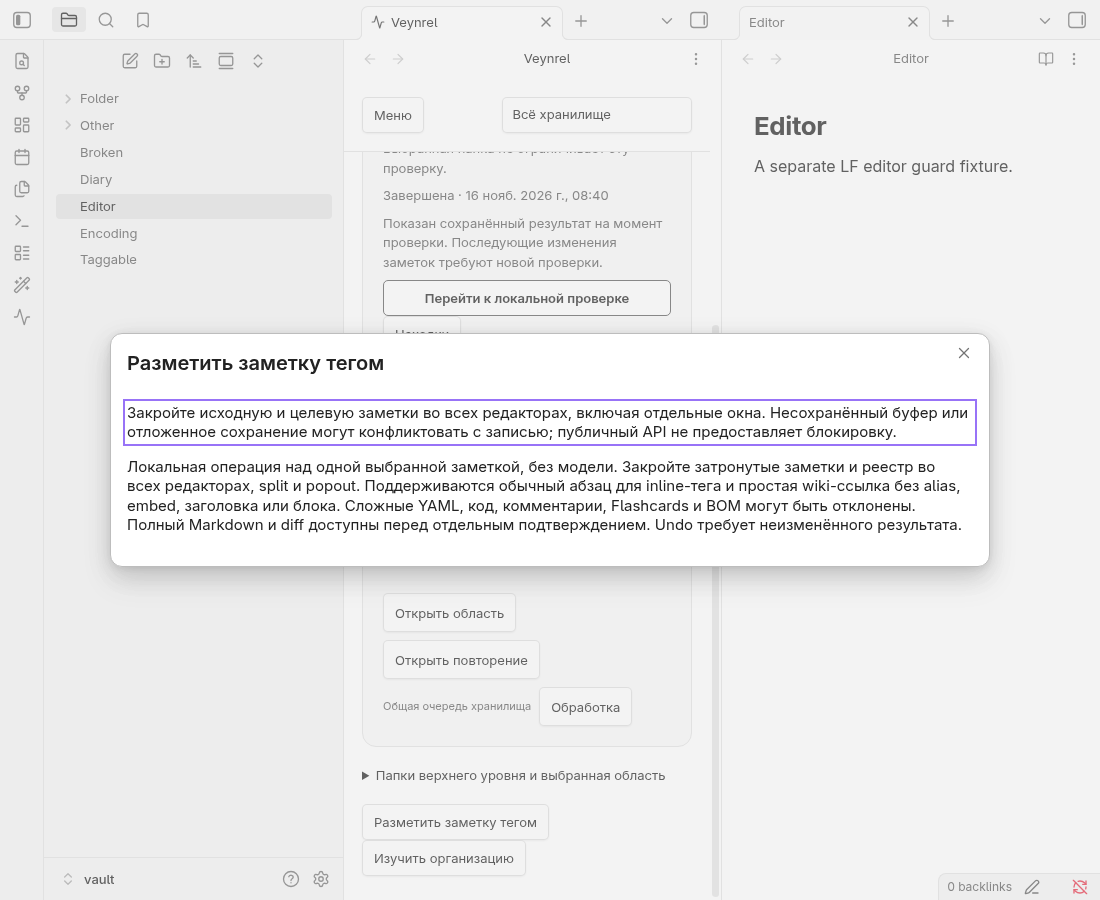 Veynrel
Editor
Veynrel
Editor
Folder
Other
Broken
Diary
Editor
Encoding
Taggable
Меню
Всё хранилище
проверку.
Завершена · 16 нояб. 2026 г., 08:40
Показан сохранённый результат на момент
проверки. Последующие изменения
заметок требуют новой проверки.
Перейти к локальной проверке
Editor
A separate LF editor guard fixture.
Разметить заметку тегом
Закройте исходную и целевую заметки во всех редакторах, включая отдельные окна. Несохранённый буфер или
отложенное сохранение могут конфликтовать с записью; публичный API не предоставляет блокировку.
Локальная операция над одной выбранной заметкой, без модели. Закройте затронутые заметки и реестр во
всех редакторах, split и popout. Поддерживаются обычный абзац для inline-тега и простая wiki-ссылка без alias,
embed, заголовка или блока. Сложные YAML, код, комментарии, Flashcards и BOM могут быть отклонены.
Полный Markdown и diff доступны перед отдельным подтверждением. Undo требует неизменённого результата.
Открыть область
Открыть повторение
Общая очередь хранилища
Обработка
Папки верхнего уровня и выбранная область
Разметить заметку тегом
Изучить организацию
vault
0 backlinks